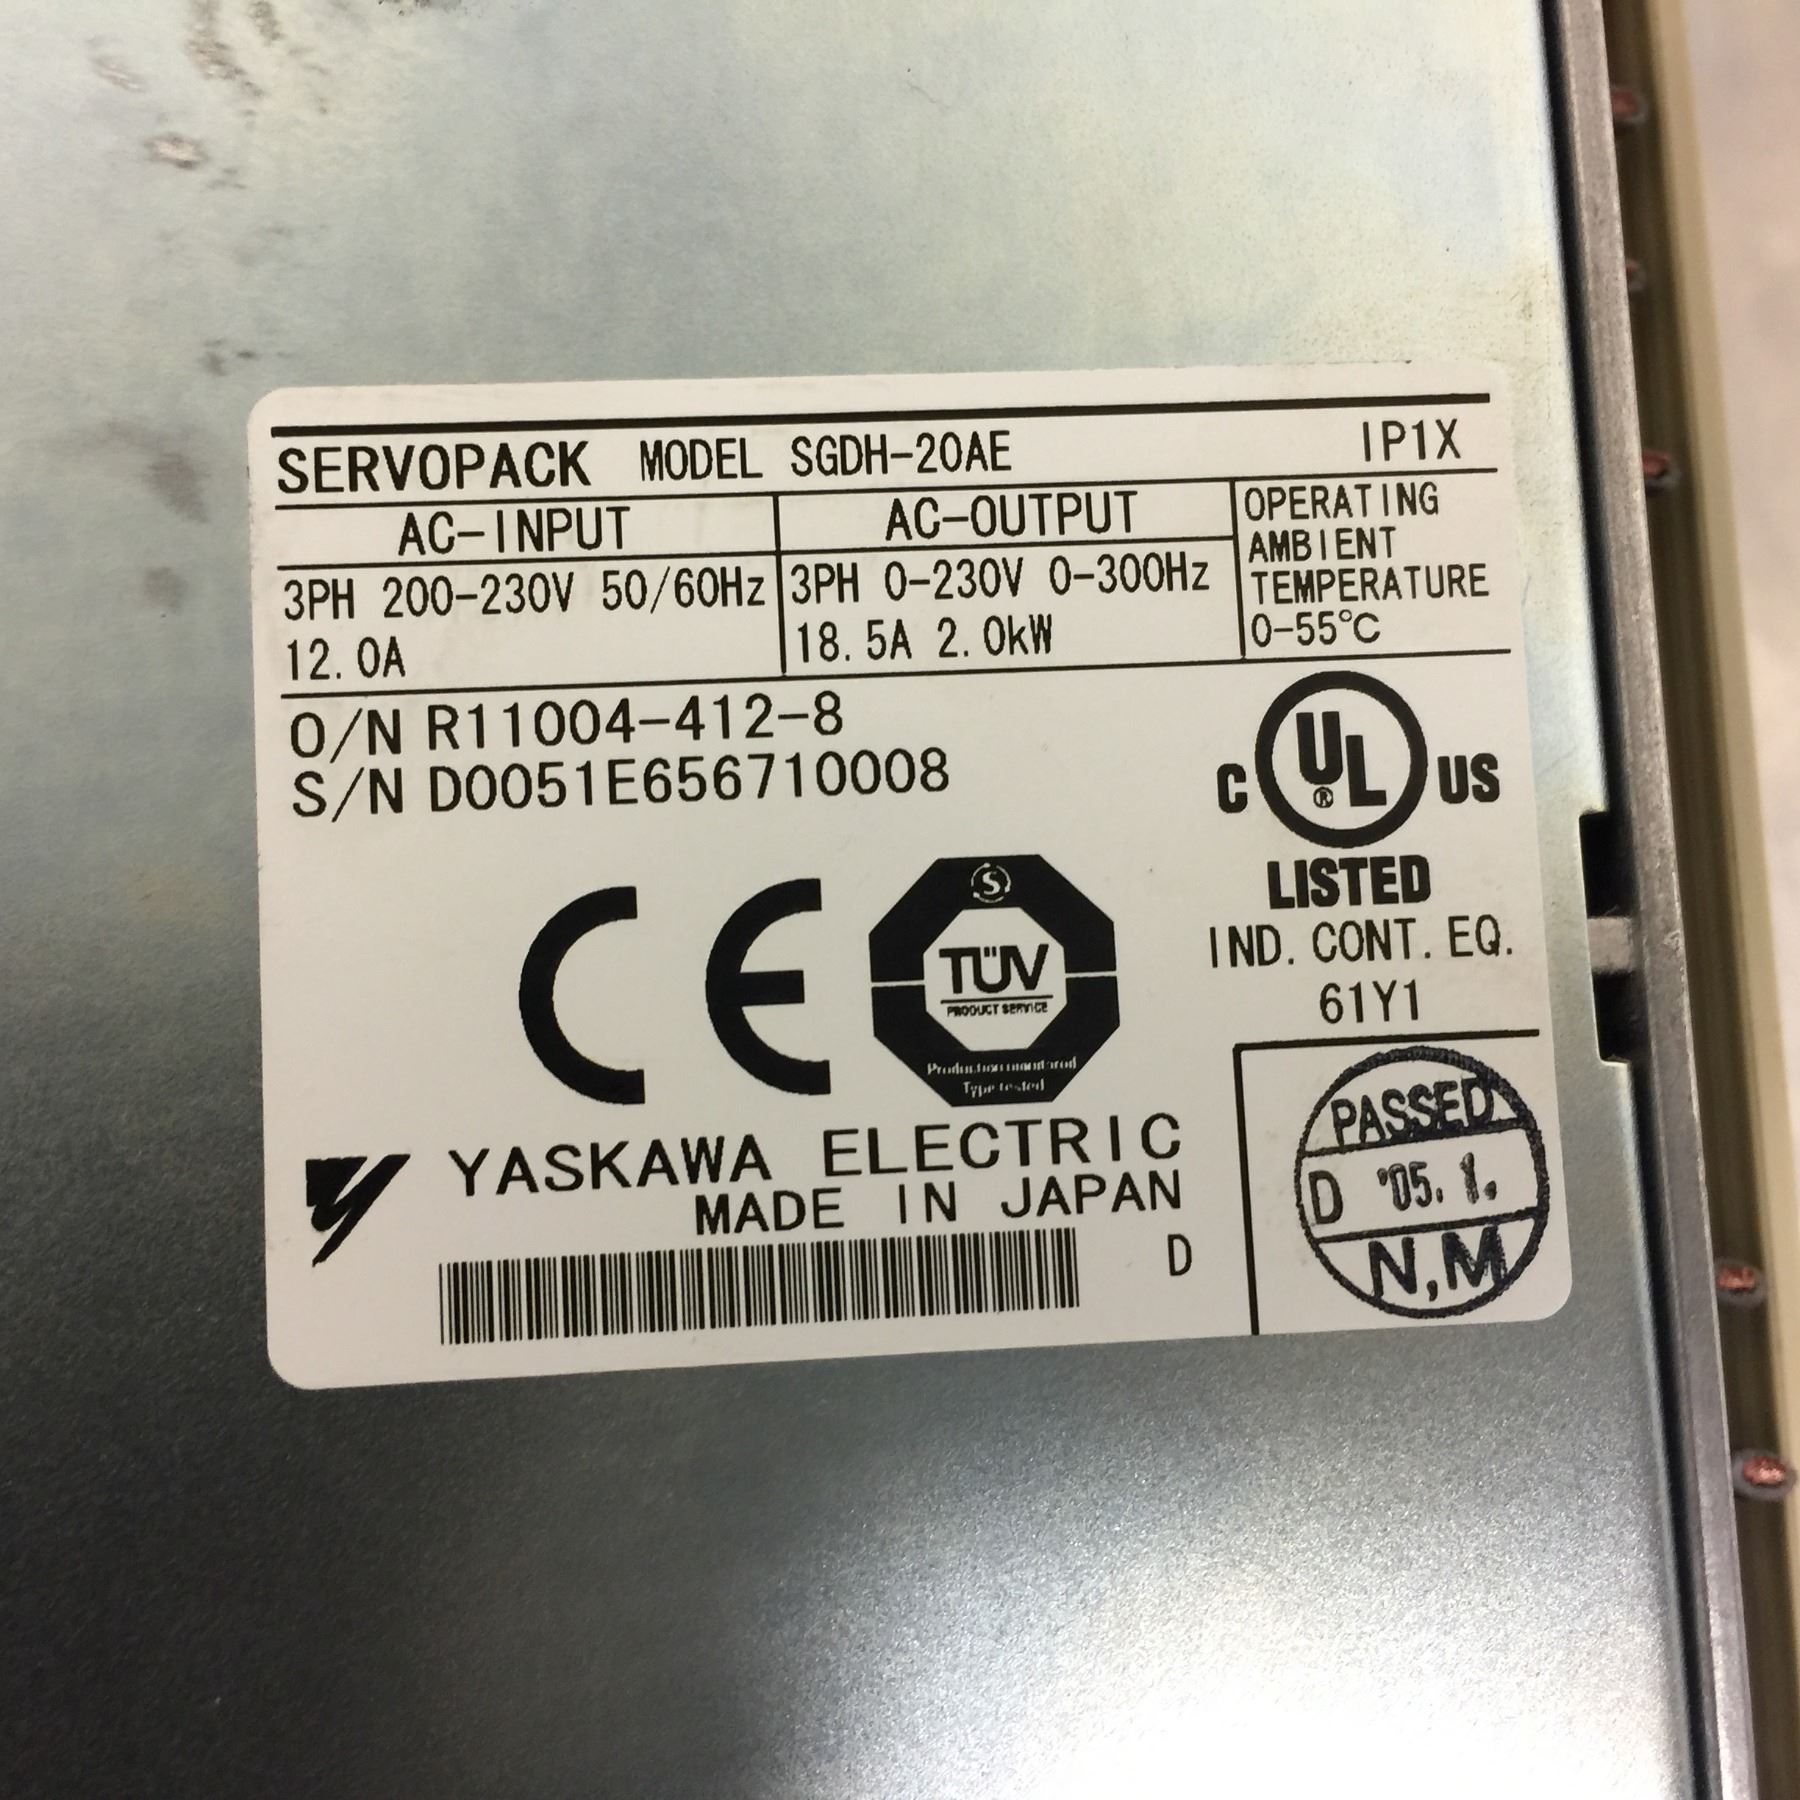 SERVOPACK MODEL SGDH-20AE IP1X
AC-INPUT
3PH 200-230V 50/60Hz
12.0A
AC-OUTPUT
3PH 0-230V 0-300Hz
18.5A 2.0kW
OPERATING
AMBIENT
TEMPERATURE
0-55℃
O/N R11004-412-8
S/N D0051E656710008
C UL® US
LISTED
IND. CONT. EQ.
61Y1
CE
S
TÜV
PRODUCT SERVICE
Production monitored
Type tested
YASKAWA ELECTRIC
MADE IN JAPAN
D
PASSED
D '05. 1.
N,M